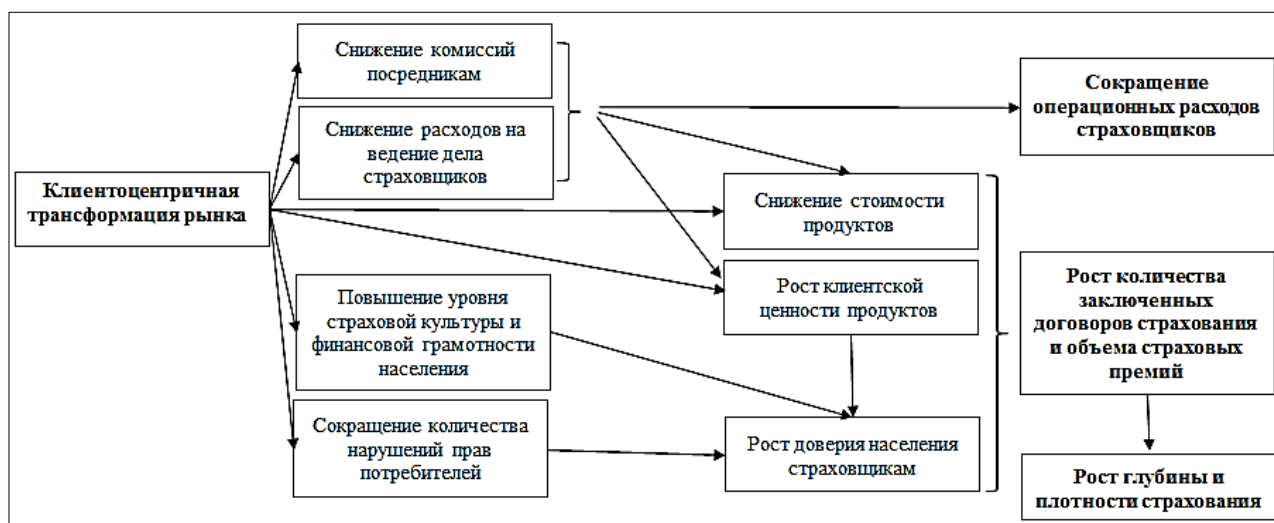 Клиентоцентричная
трансформация рынка
Снижение комиссий
посредникам
Снижение расходов на
ведение дела
страховщиков
Повышение уровня
страховой культуры и
финансовой грамотности
населения
Сокращение количества
нарушений прав
потребителей
Снижение стоимости
продуктов
Рост клиентской
ценности продуктов
Рост доверия населения
страховщикам
Сокращение
операционных расходов
страховщиков
Рост количества
заключенных
договоров страхования
и объема страховых
премий
Рост глубины и
плотности страхования